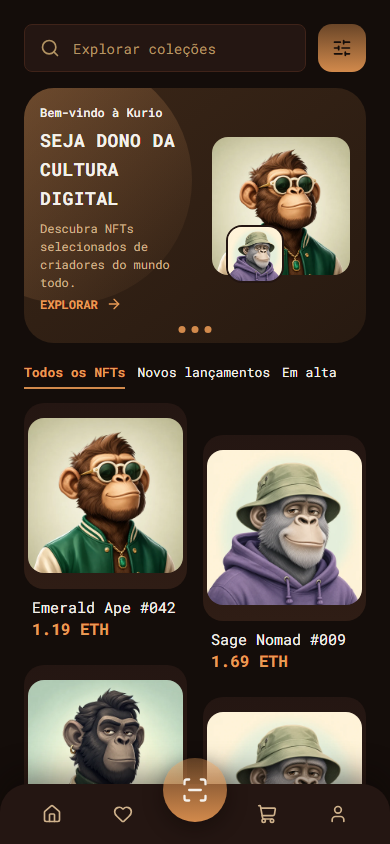 Explorar coleções
Bem-vindo à Kurio
SEJA DONO DA
CULTURA
DIGITAL
Descubra NFTs
selecionados de
criadores do mundo
todo.
EXPLORAR
Todos os NFTs Novos lançamentos Em alta
Emerald Ape #042
1.19 ETH
Sage Nomad #009
1.69 ETH